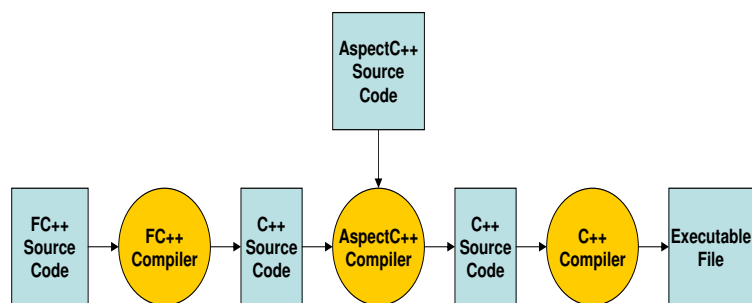 AspectC++
Source
Code
FC++
Source
Code
FC++
Compiler
C++
Source
Code
AspectC++
Compiler
C++
Source
Code
C++
Compiler
Executable
File